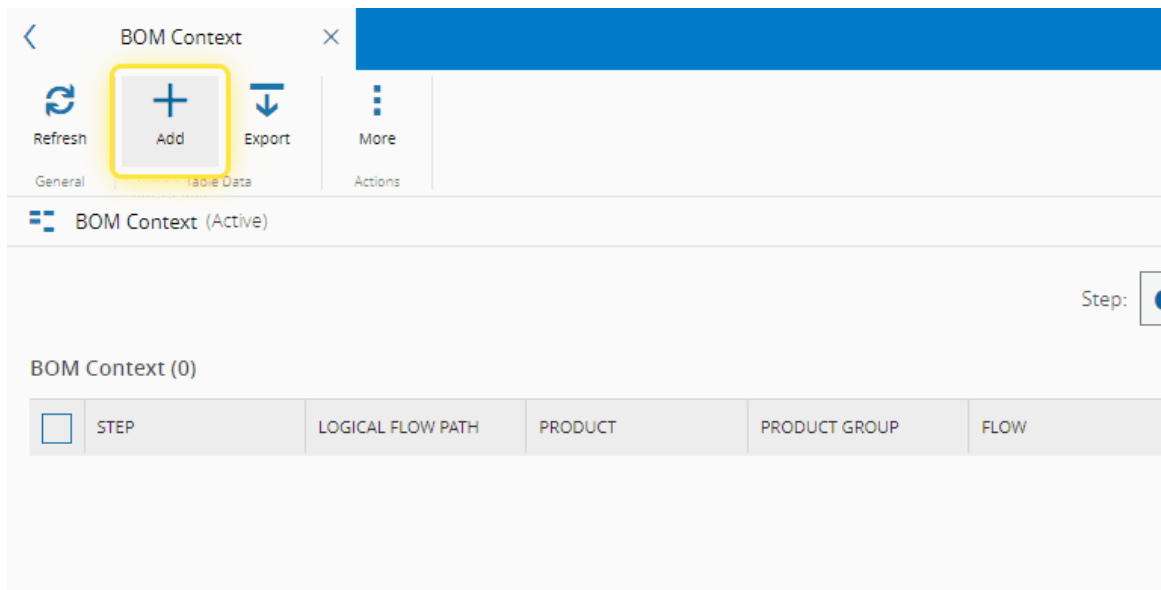 BOM Context
Refresh Add Export More
General Table Data Actions
BOM Context (Active)
Step:
BOM Context (0)
STEP LOGICAL FLOW PATH PRODUCT PRODUCT GROUP FLOW